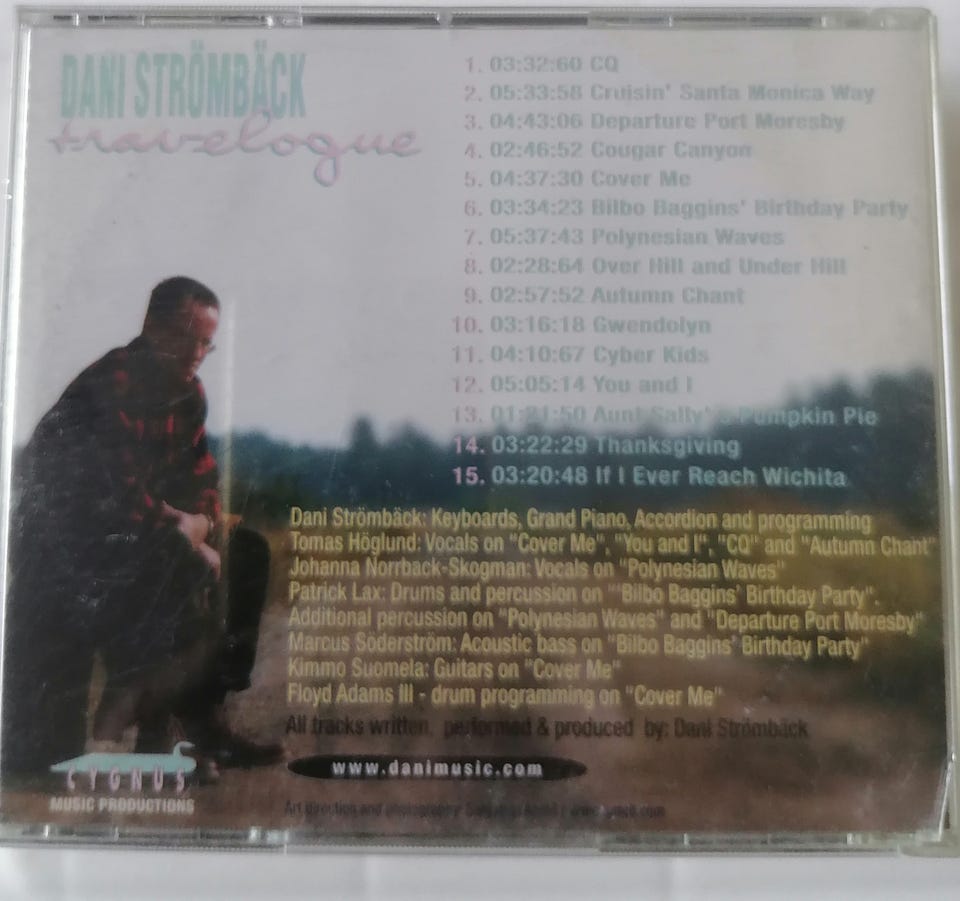 DANI STRÖMBÄCK
travelogue
1. 03:32:60 CQ
2. 05:33:58 Cruisin' Santa Monica Way
3. 04:43:06 Departure Port Moresby
4. 02:46:52 Cougar Canyon
5. 04:37:30 Cover Me
6. 03:34:23 Bilbo Baggins' Birthday Party
7. 05:37:43 Polynesian Waves
8. 02:28:64 Over Hill and Under Hill
9. 02:57:52 Autumn Chant
10. 03:16:18 Gwendolyn
11. 04:10:67 Cyber Kids
12. 05:05:14 You and I
13. 01:21:50 Aunt Sally's Pumpkin Pie
14. 03:22:29 Thanksgiving
15. 03:20:48 If I Ever Reach Wichita
Dani Strömbäck: Keyboards, Grand Piano, Accordion and programming
Tomas Höglund: Vocals on "Cover Me", "You and I", "CQ" and "Autumn Chant"
Johanna Norrback-Skogman: Vocals on "Polynesian Waves"
Patrick Lax: Drums and percussion on "'Bilbo Baggins' Birthday Party".
Additional percussion on "Polynesian Waves" and "Departure Port Moresby"
Marcus Söderström: Acoustic bass on "Bilbo Baggins' Birthday Party"
Kimmo Suomela: Guitars on "Cover Me"
Floyd Adams III - drum programming on "Cover Me"
All tracks written, performed & produced by: Dani Strömbäck
www.danimusic.com
CYGNUS
MUSIC PRODUCTIONS
Art direction and photography: